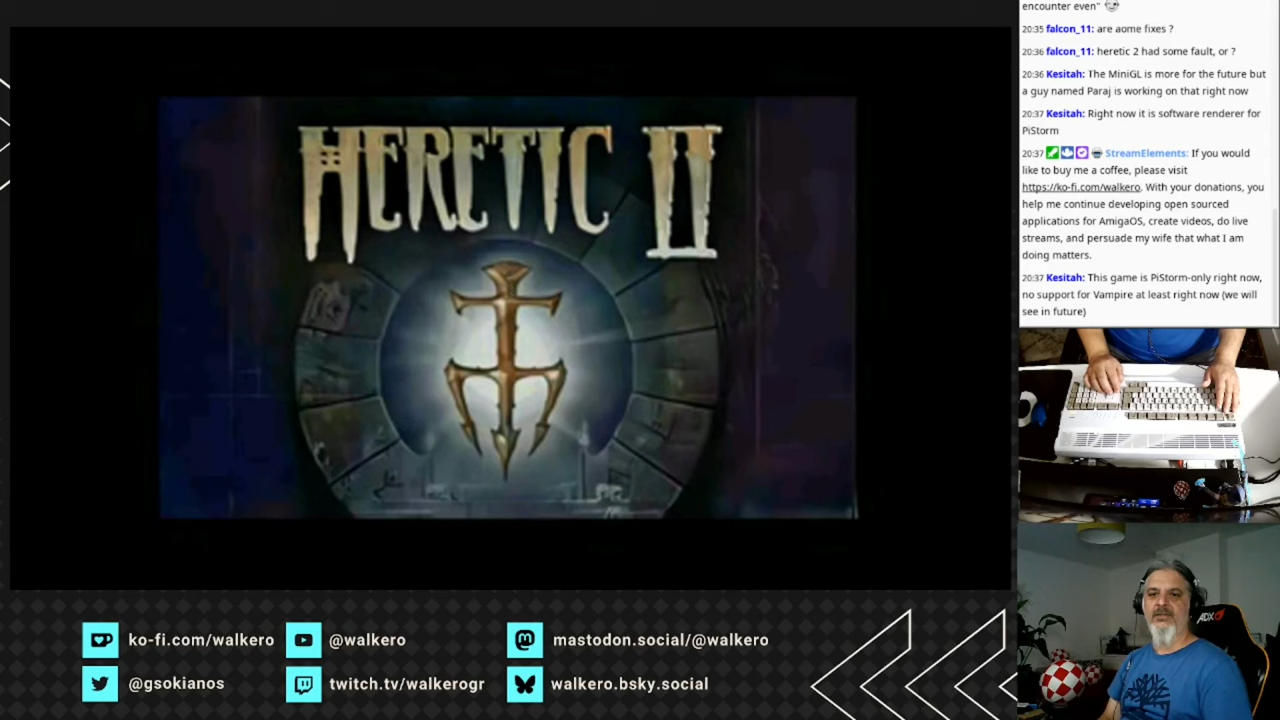 HERETIC II
encounter even"
20:35 falcon_11: are aome fixes ?
20:36 falcon_11: heretic 2 had some fault, or ?
20:36 Kesitah: The MiniGL is more for the future but
a guy named Paraj is working on that right now
20:37 Kesitah: Right now it is software renderer for
PiStorm
20:37 StreamElements: If you would
like to buy me a coffee, please visit
https://ko-fi.com/walkero. With your donations, you
help me continue developing open sourced
applications for AmigaOS, create videos, do live
streams, and persuade my wife that what I am
doing matters.
20:37 Kesitah: This game is PiStorm-only right now,
no support for Vampire at least right now (we will
see in future)
ADX
ko-fi.com/walkero
@walkero
mastodon.social/@walkero
@gsokianos
twitch.tv/walkerogr
walkero.bsky.social